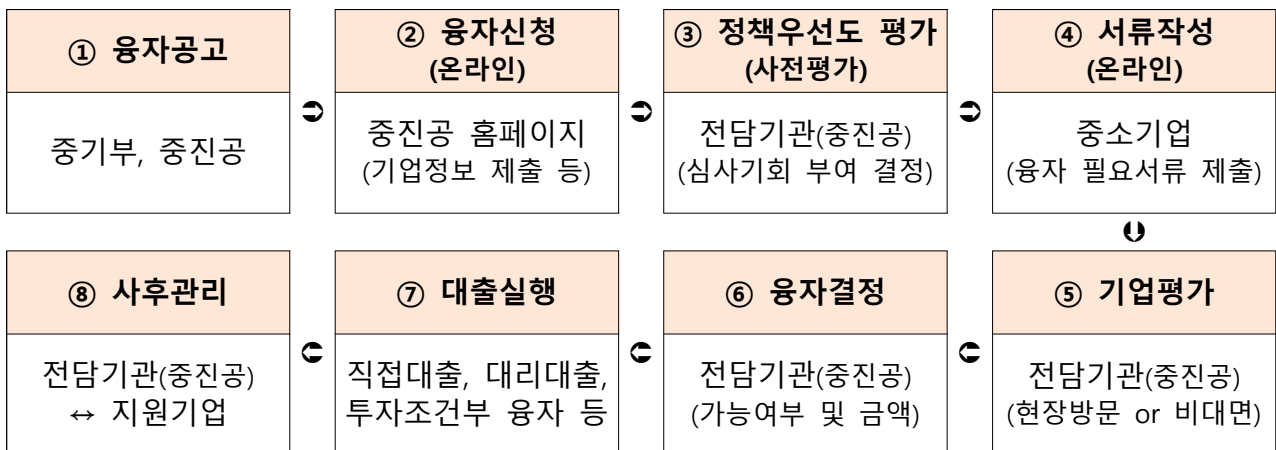 ① 융자공고
중기부, 중진공
② 융자신청
(온라인)
중진공 홈페이지
(기업정보 제출 등)
③ 정책우선도 평가
(사전평가)
전담기관(중진공)
(심사기회 부여 결정)
④ 서류작성
(온라인)
중소기업
(융자 필요서류 제출)
⑤ 기업평가
전담기관(중진공)
(현장방문 or 비대면)
⑥ 융자결정
전담기관(중진공)
(가능여부 및 금액)
⑦ 대출실행
직접대출, 대리대출,
투자조건부 융자 등
⑧ 사후관리
전담기관(중진공)
↔ 지원기업